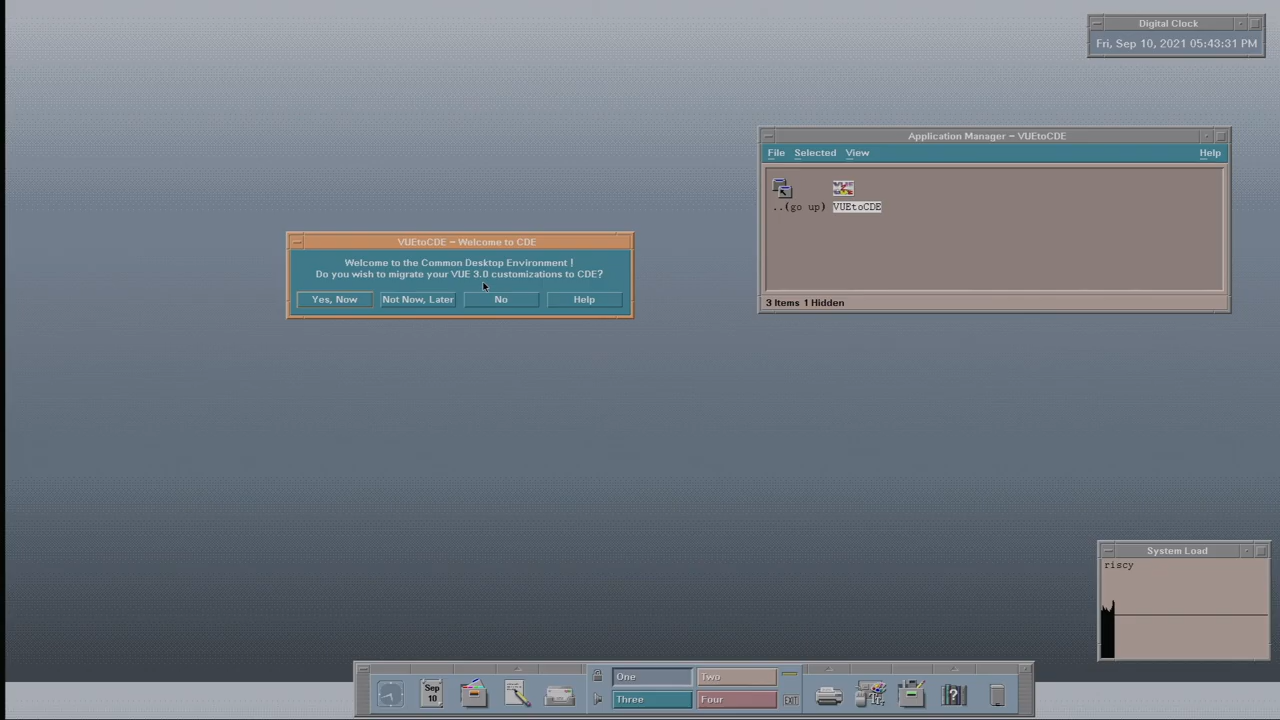 Digital Clock
Fri, Sep 10, 2021 05:43:31 PM
Application Manager - VUEtoCDE
File Selected View Help
..(go up) VUEtoCDE
3 Items 1 Hidden
VUEtoCDE - Welcome to CDE
Welcome to the Common Desktop Environment !
Do you wish to migrate your VUE 3.0 customizations to CDE?
Yes, Now Not Now, Later No Help
System Load
riscy
Sep
10
One Two
Three Four
EXIT